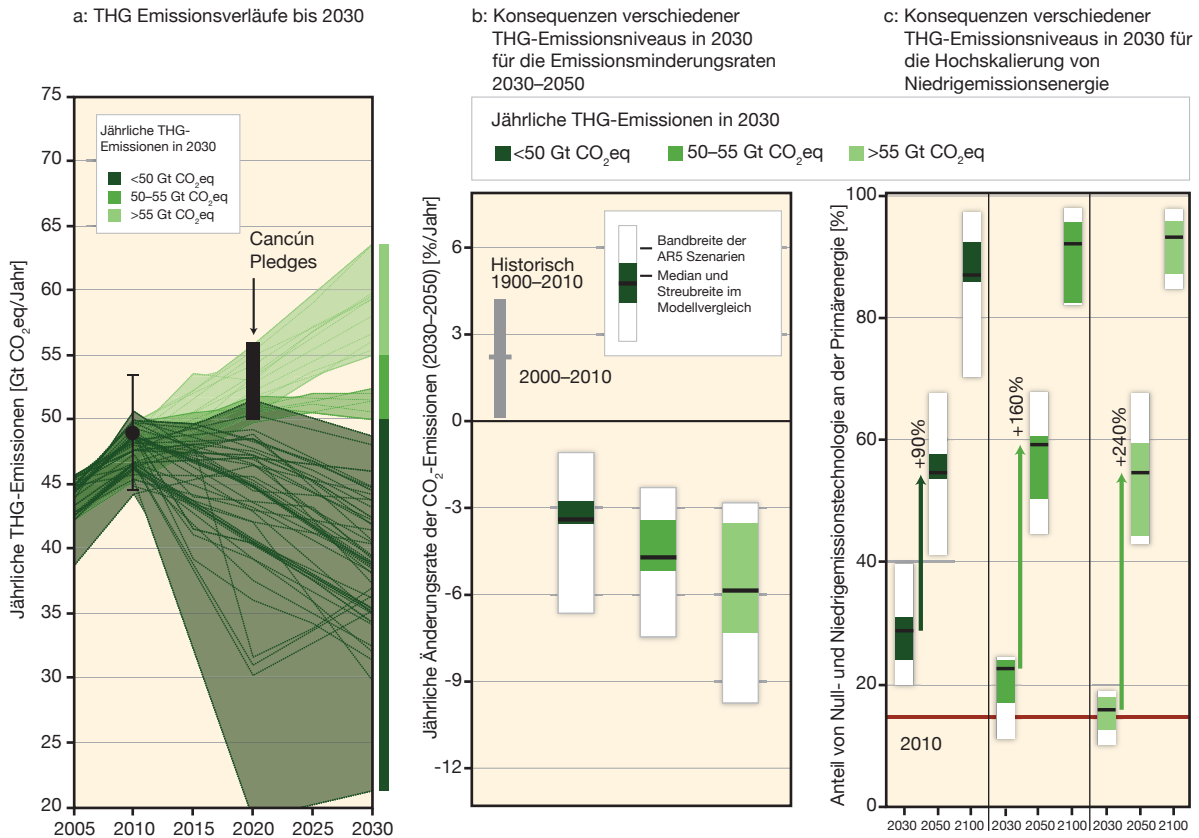 a: THG Emissionsverläufe bis 2030
Jährliche THG-Emissionen [Gt CO2eq/Jahr]
75
70
65
60
55
50
45
40
35
30
25
20
2005
2010
2015
2020
2025
2030
Jährliche THG-
Emissionen in 2030
<50 Gt CO2eq
50–55 Gt CO2eq
>55 Gt CO2eq
Cancún
Pledges
b: Konsequenzen verschiedener
THG-Emissionsniveaus in 2030
für die Emissionsminderungsraten
2030–2050
c: Konsequenzen verschiedener
THG-Emissionsniveaus in 2030 für
die Hochskalierung von
Niedrigemissionsenergie
Jährliche THG-Emissionen in 2030
<50 Gt CO2eq
50–55 Gt CO2eq
>55 Gt CO2eq
Jährliche Änderungsrate der CO2-Emissionen (2030–2050) [%/Jahr]
6
3
0
-3
-6
-9
-12
Historisch
1900–2010
2000–2010
Bandbreite der
AR5 Szenarien
Median und
Streubreite im
Modellvergleich
Anteil von Null- und Niedrigemissionstechnologie an der Primärenergie [%]
100
80
60
40
20
0
+90%
+160%
+240%
2010
2030
2050
2100
2030
2050
2100
2030
2050
2100